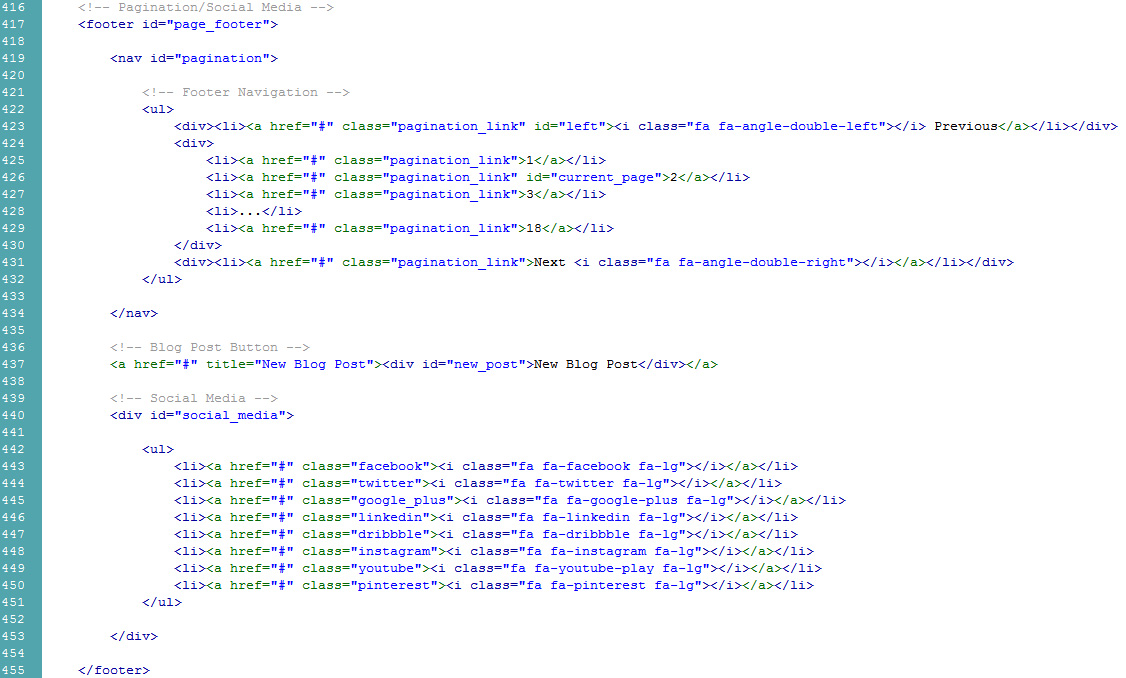 416 <!-- Pagination/Social Media -->
417 <footer id="page_footer">
418
419 <nav id="pagination">
420
421 <!-- Footer Navigation -->
422 <ul>
423 <div><li><a href="#" class="pagination_link" id="left"><i class="fa fa-angle-double-left"></i> Previous</a></li></div>
424 <div>
425 <li><a href="#" class="pagination_link">1</a></li>
426 <li><a href="#" class="pagination_link" id="current_page">2</a></li>
427 <li><a href="#" class="pagination_link">3</a></li>
428 <li>...</li>
429 <li><a href="#" class="pagination_link">18</a></li>
430 </div>
431 <div><li><a href="#" class="pagination_link">Next <i class="fa fa-angle-double-right"></i></a></li></div>
432 </ul>
433
434 </nav>
435
436 <!-- Blog Post Button -->
437 <a href="#" title="New Blog Post"><div id="new_post">New Blog Post</div></a>
438
439 <!-- Social Media -->
440 <div id="social_media">
441
442 <ul>
443 <li><a href="#" class="facebook"><i class="fa fa-facebook fa-lg"></i></a></li>
444 <li><a href="#" class="twitter"><i class="fa fa-twitter fa-lg"></i></a></li>
445 <li><a href="#" class="google_plus"><i class="fa fa-google-plus fa-lg"></i></a></li>
446 <li><a href="#" class="linkedin"><i class="fa fa-linkedin fa-lg"></i></a></li>
447 <li><a href="#" class="dribbble"><i class="fa fa-dribbble fa-lg"></i></a></li>
448 <li><a href="#" class="instagram"><i class="fa fa-instagram fa-lg"></i></a></li>
449 <li><a href="#" class="youtube"><i class="fa fa-youtube-play fa-lg"></i></a></li>
450 <li><a href="#" class="pinterest"><i class="fa fa-pinterest fa-lg"></i></a></li>
451 </ul>
452
453 </div>
454
455 </footer>